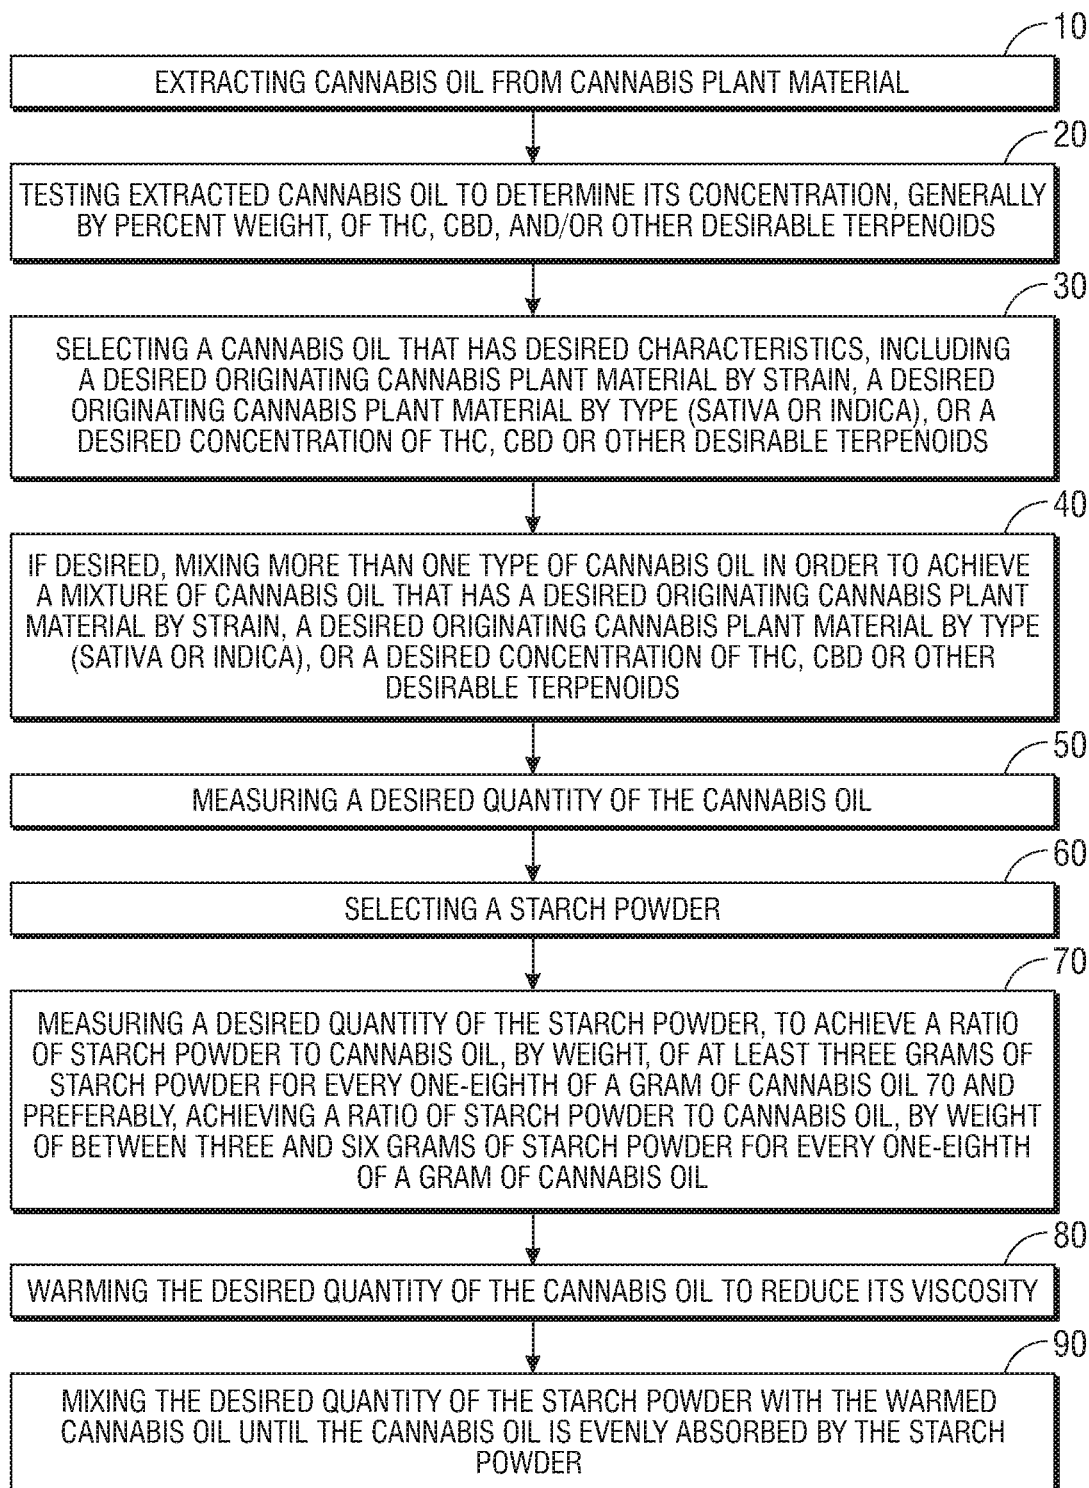 10
EXTRACTING CANNABIS OIL FROM CANNABIS PLANT MATERIAL
20
TESTING EXTRACTED CANNABIS OIL TO DETERMINE ITS CONCENTRATION, GENERALLY
BY PERCENT WEIGHT, OF THC, CBD, AND/OR OTHER DESIRABLE TERPENOIDS
30
SELECTING A CANNABIS OIL THAT HAS DESIRED CHARACTERISTICS, INCLUDING
A DESIRED ORIGINATING CANNABIS PLANT MATERIAL BY STRAIN, A DESIRED
ORIGINATING CANNABIS PLANT MATERIAL BY TYPE (SATIVA OR INDICA), OR A
DESIRED CONCENTRATION OF THC, CBD OR OTHER DESIRABLE TERPENOIDS
40
IF DESIRED, MIXING MORE THAN ONE TYPE OF CANNABIS OIL IN ORDER TO ACHIEVE
A MIXTURE OF CANNABIS OIL THAT HAS A DESIRED ORIGINATING CANNABIS PLANT
MATERIAL BY STRAIN, A DESIRED ORIGINATING CANNABIS PLANT MATERIAL BY TYPE
(SATIVA OR INDICA), OR A DESIRED CONCENTRATION OF THC, CBD OR OTHER
DESIRABLE TERPENOIDS
50
MEASURING A DESIRED QUANTITY OF THE CANNABIS OIL
60
SELECTING A STARCH POWDER
70
MEASURING A DESIRED QUANTITY OF THE STARCH POWDER, TO ACHIEVE A RATIO
OF STARCH POWDER TO CANNABIS OIL, BY WEIGHT, OF AT LEAST THREE GRAMS OF
STARCH POWDER FOR EVERY ONE-EIGHTH OF A GRAM OF CANNABIS OIL 70 AND
PREFERABLY, ACHIEVING A RATIO OF STARCH POWDER TO CANNABIS OIL, BY WEIGHT
OF BETWEEN THREE AND SIX GRAMS OF STARCH POWDER FOR EVERY ONE-EIGHTH
OF A GRAM OF CANNABIS OIL
80
WARMING THE DESIRED QUANTITY OF THE CANNABIS OIL TO REDUCE ITS VISCOSITY
90
MIXING THE DESIRED QUANTITY OF THE STARCH POWDER WITH THE WARMED
CANNABIS OIL UNTIL THE CANNABIS OIL IS EVENLY ABSORBED BY THE STARCH
POWDER